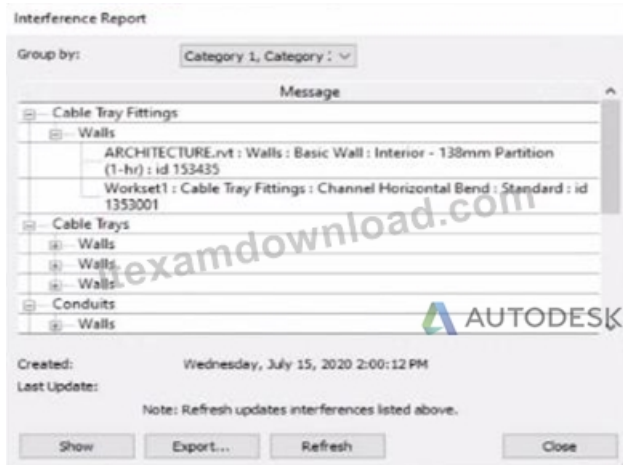 Interference Report
Group by:
Category 1, Category :
Message
Cable Tray Fittings
Walls
ARCHITECTURE.rvt : Walls : Basic Wall : Interior - 138mm Partition
(1-hr) : id 153435
Workset1 : Cable Tray Fittings : Channel Horizontal Bend : Standard : id
1353001
Cable Trays
Walls
Walls
Walls
Conduits
Walls
itexamdownload.com
AUTODESK
Created:
Wednesday, July 15, 2020 2:00:12 PM
Last Update:
Note: Refresh updates interferences listed above.
Show
Export...
Refresh
Close